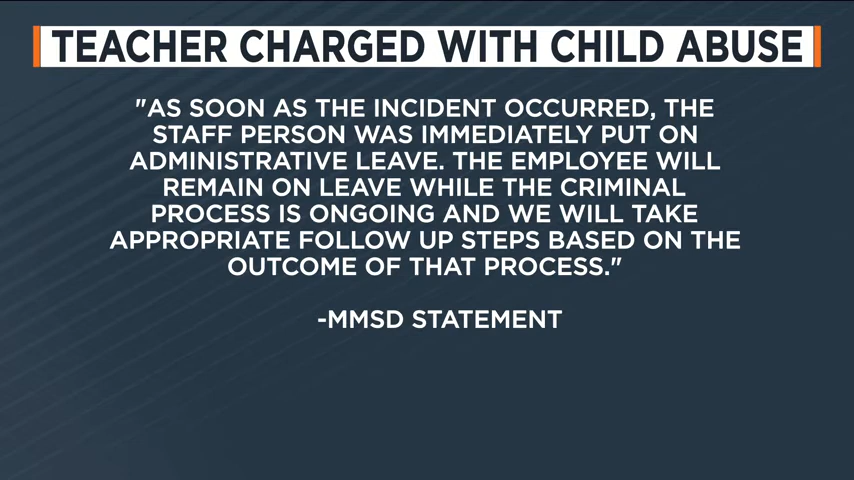 TEACHER CHARGED WITH CHILD ABUSE
"AS SOON AS THE INCIDENT OCCURRED, THE
STAFF PERSON WAS IMMEDIATELY PUT ON
ADMINISTRATIVE LEAVE. THE EMPLOYEE WILL
REMAIN ON LEAVE WHILE THE CRIMINAL
PROCESS IS ONGOING AND WE WILL TAKE
APPROPRIATE FOLLOW UP STEPS BASED ON THE
OUTCOME OF THAT PROCESS."
-MMSD STATEMENT